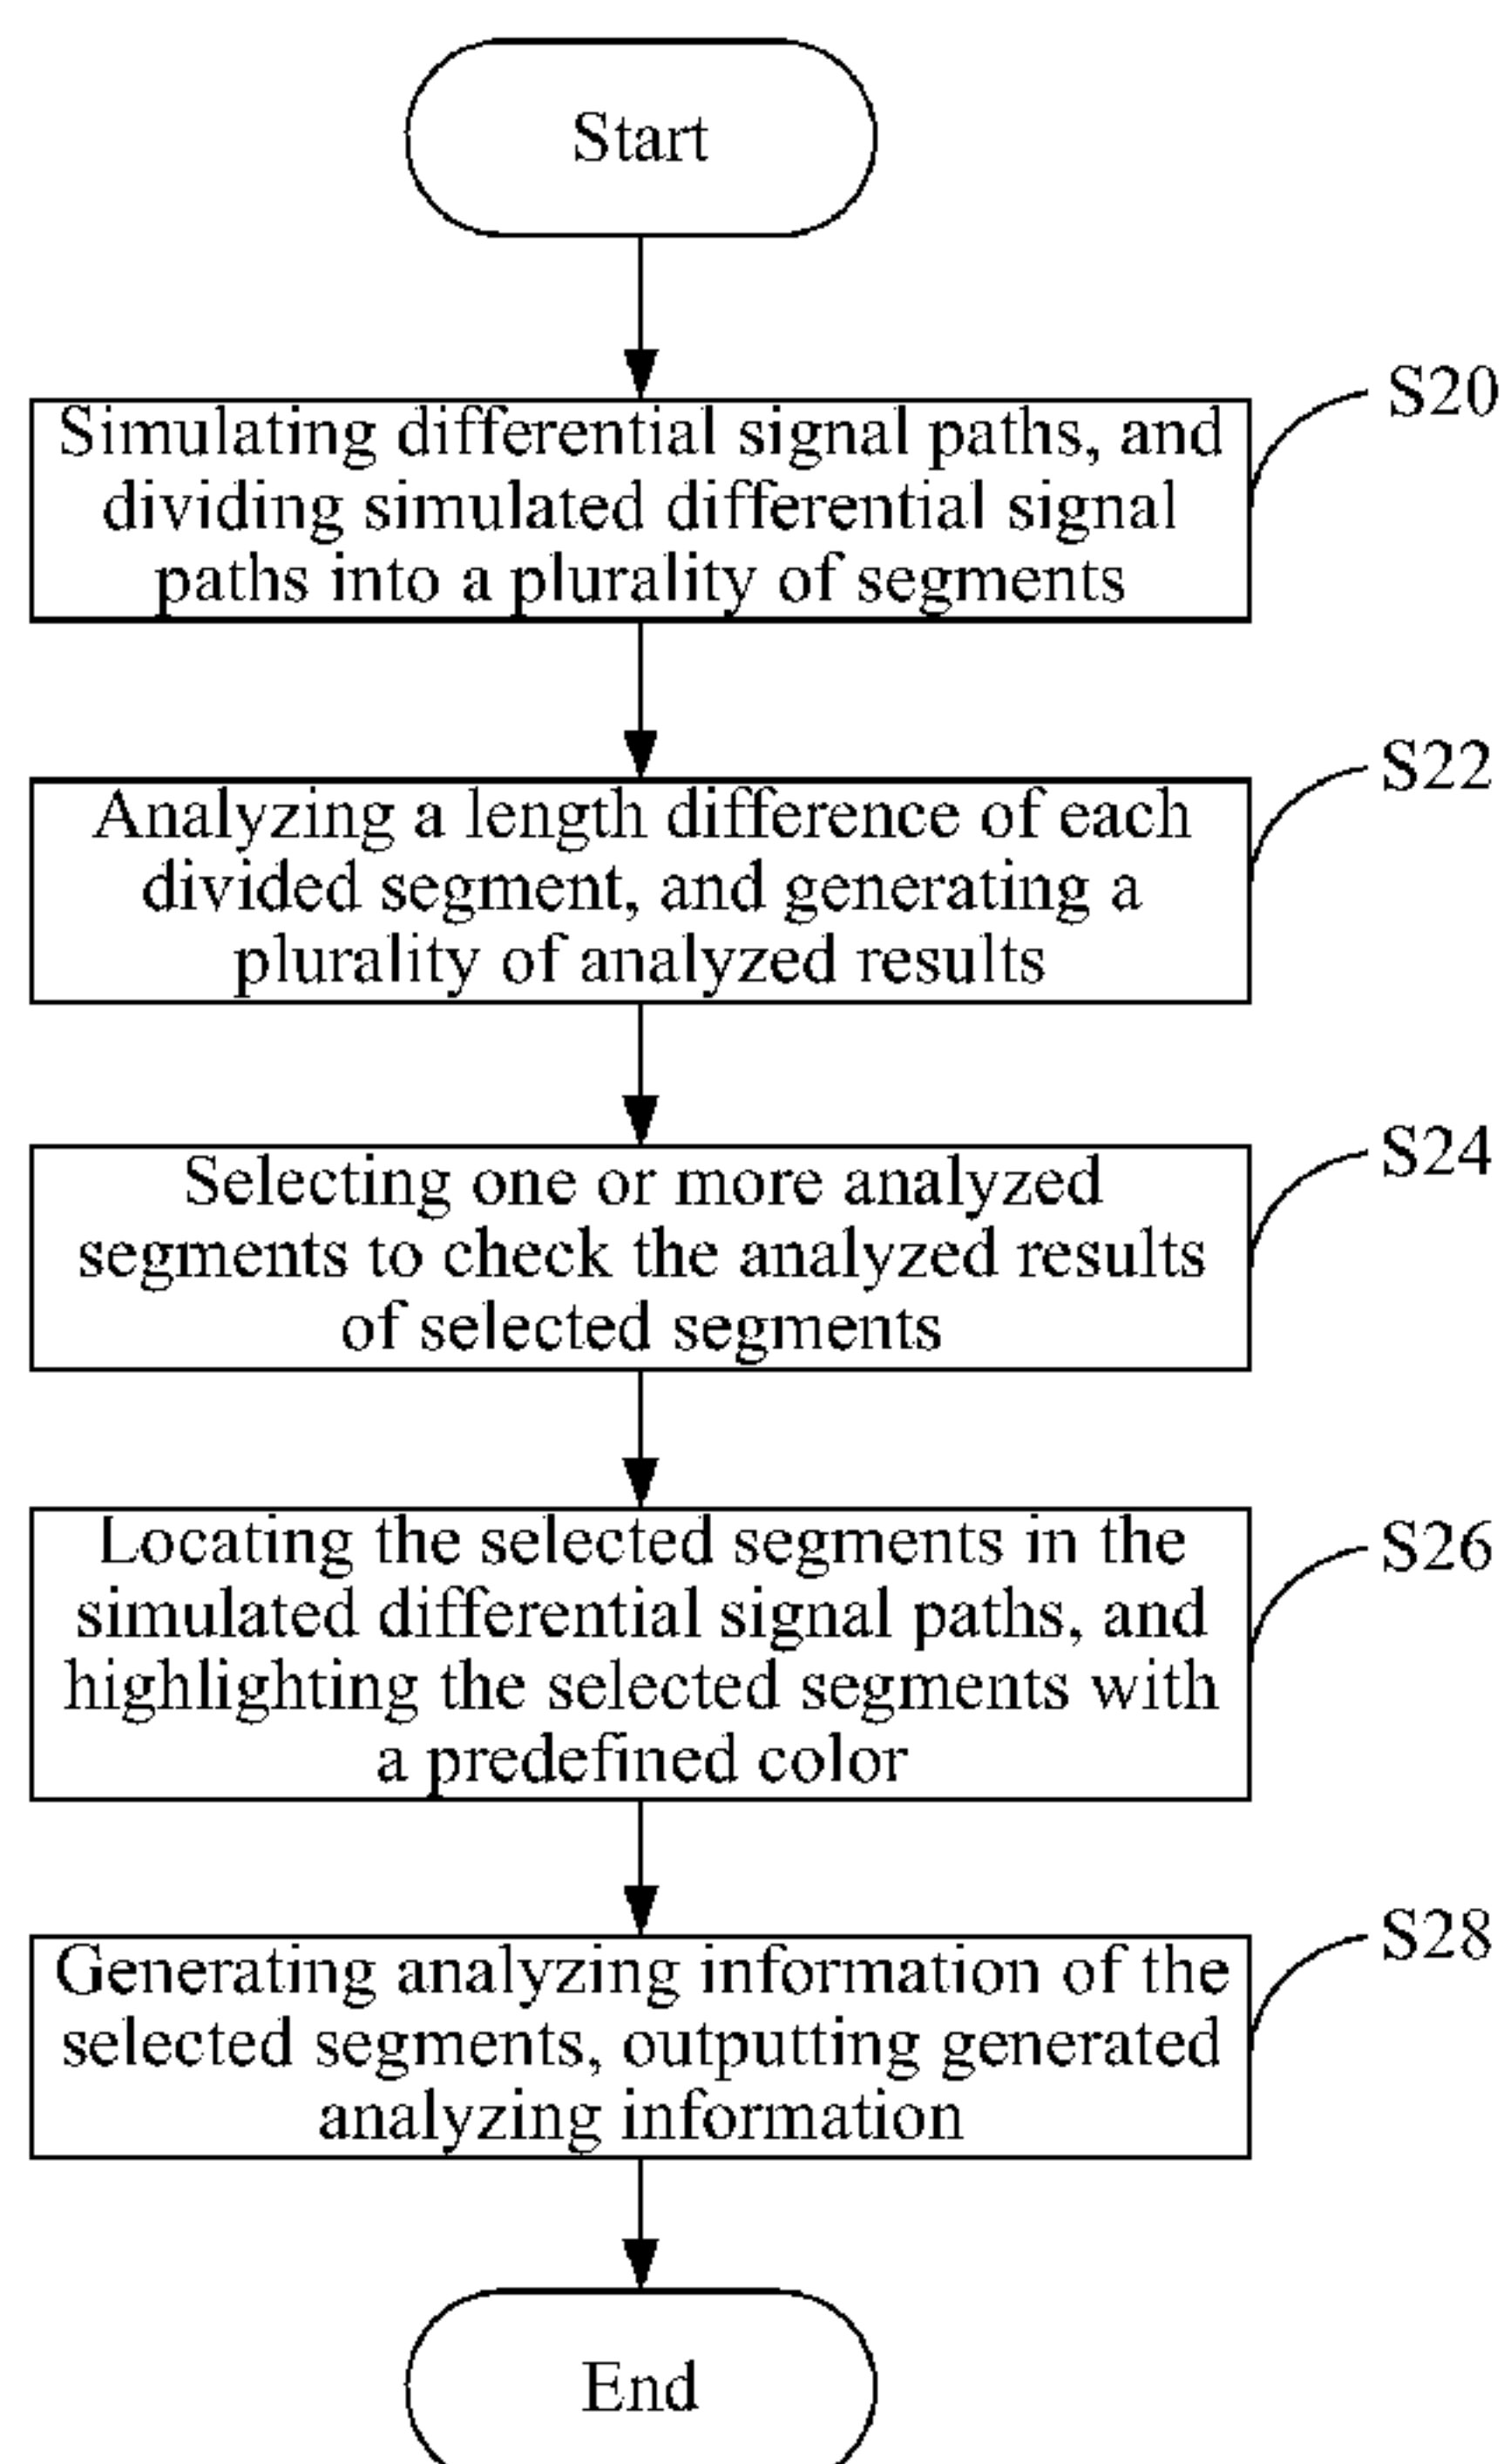 Start
S20
Simulating differential signal paths, and
dividing simulated differential signal
paths into a plurality of segments
S22
Analyzing a length difference of each
divided segment, and generating a
plurality of analyzed results
S24
Selecting one or more analyzed
segments to check the analyzed results
of selected segments
S26
Locating the selected segments in the
simulated differential signal paths, and
highlighting the selected segments with
a predefined color
S28
Generating analyzing information of the
selected segments, outputting generated
analyzing information
End